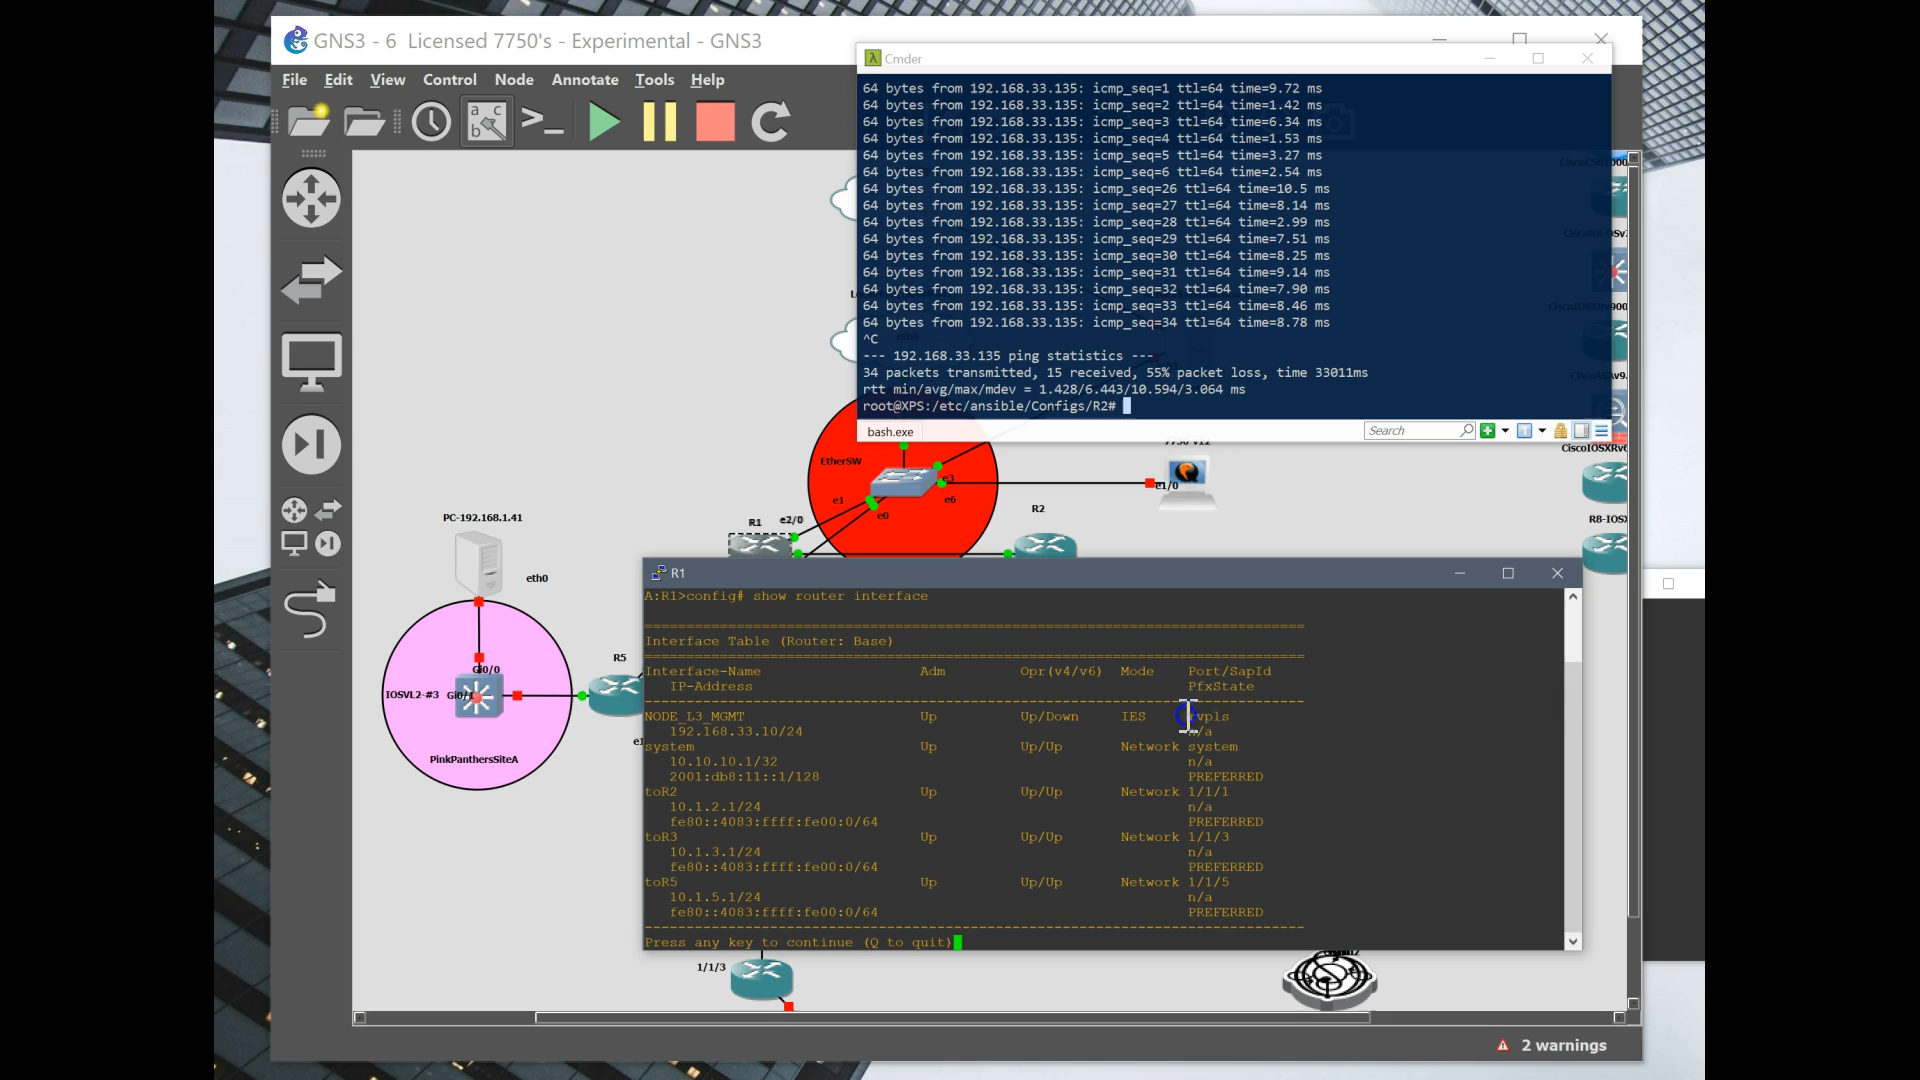 GNS3 - 6 Licensed 7750's - Experimental - GNS3
File Edit View Control Node Annotate Tools Help
Cmder
64 bytes from 192.168.33.135: icmp_seq=1 ttl=64 time=9.72 ms
64 bytes from 192.168.33.135: icmp_seq=2 ttl=64 time=1.42 ms
64 bytes from 192.168.33.135: icmp_seq=3 ttl=64 time=6.34 ms
64 bytes from 192.168.33.135: icmp_seq=4 ttl=64 time=1.53 ms
64 bytes from 192.168.33.135: icmp_seq=5 ttl=64 time=3.27 ms
64 bytes from 192.168.33.135: icmp_seq=6 ttl=64 time=2.54 ms
64 bytes from 192.168.33.135: icmp_seq=26 ttl=64 time=10.5 ms
64 bytes from 192.168.33.135: icmp_seq=27 ttl=64 time=8.14 ms
64 bytes from 192.168.33.135: icmp_seq=28 ttl=64 time=2.99 ms
64 bytes from 192.168.33.135: icmp_seq=29 ttl=64 time=7.51 ms
64 bytes from 192.168.33.135: icmp_seq=30 ttl=64 time=8.25 ms
64 bytes from 192.168.33.135: icmp_seq=31 ttl=64 time=9.14 ms
64 bytes from 192.168.33.135: icmp_seq=32 ttl=64 time=7.90 ms
64 bytes from 192.168.33.135: icmp_seq=33 ttl=64 time=8.46 ms
64 bytes from 192.168.33.135: icmp_seq=34 ttl=64 time=8.78 ms
^C
--- 192.168.33.135 ping statistics ---
34 packets transmitted, 15 received, 55% packet loss, time 33011ms
rtt min/avg/max/mdev = 1.428/6.443/10.594/3.064 ms
root@XPS:/etc/ansible/Configs/R2#
bash.exe
Search
EtherSW
e3
e1
e6
e0
e1/0
R2
R1
e2/0
PC-192.168.1.41
eth0
R5
Gi0/0
IOSVL2-#3
Gi0/1
PinkPanthersSiteA
1/1/3
R1
A:R1>config# show router interface
===============================================================================
Interface Table (Router: Base)
===============================================================================
Interface-Name Adm Opr(v4/v6) Mode Port/SapId
IP-Address PfxState
-------------------------------------------------------------------------------
NODE_L3_MGMT Up Up/Down IES rvpls
192.168.33.10/24 n/a
system Up Up/Up Network system
10.10.10.1/32 n/a
2001:db8:11::1/128 PREFERRED
toR2 Up Up/Up Network 1/1/1
10.1.2.1/24 n/a
fe80::4083:ffff:fe00:0/64 PREFERRED
toR3 Up Up/Up Network 1/1/3
10.1.3.1/24 n/a
fe80::4083:ffff:fe00:0/64 PREFERRED
toR5 Up Up/Up Network 1/1/5
10.1.5.1/24 n/a
fe80::4083:ffff:fe00:0/64 PREFERRED
-------------------------------------------------------------------------------
Press any key to continue (Q to quit)
2 warnings